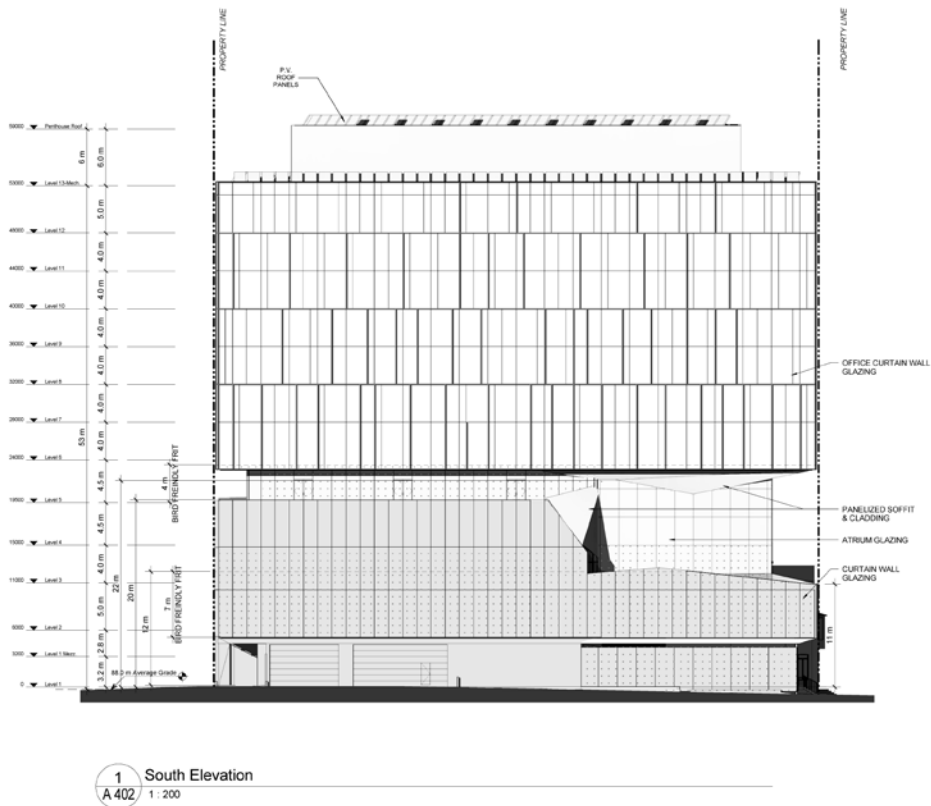 PROPERTY LINE
PROPERTY LINE
P.V.
ROOF
PANELS
Penthouse Roof
6 m
6.0 m
Level 13-Mech.
5.0 m
48000 Level 12
4.0 m
44000 Level 11
4.0 m
40000 Level 10
4.0 m
36000 Level 9
4.0 m
32000 Level 8
4.0 m
28000 Level 7
53 m
4.0 m
24000 Level 6
4.5 m
19500 Level 5
4.5 m
15000 Level 4
4.0 m
11000 Level 3
5.0 m
6000 Level 2
2.8 m
3200 Level 1 Mezz
3.2 m
0 Level 1
22 m
20 m
12 m
4 m
BIRD FREINDLY FRIT
7 m
BIRD FREINDLY FRIT
88.0 m Average Grade
OFFICE CURTAIN WALL
GLAZING
PANELIZED SOFFIT
& CLADDING
ATRIUM GLAZING
CURTAIN WALL
GLAZING
11 m
1
A 402
South Elevation
1 : 200